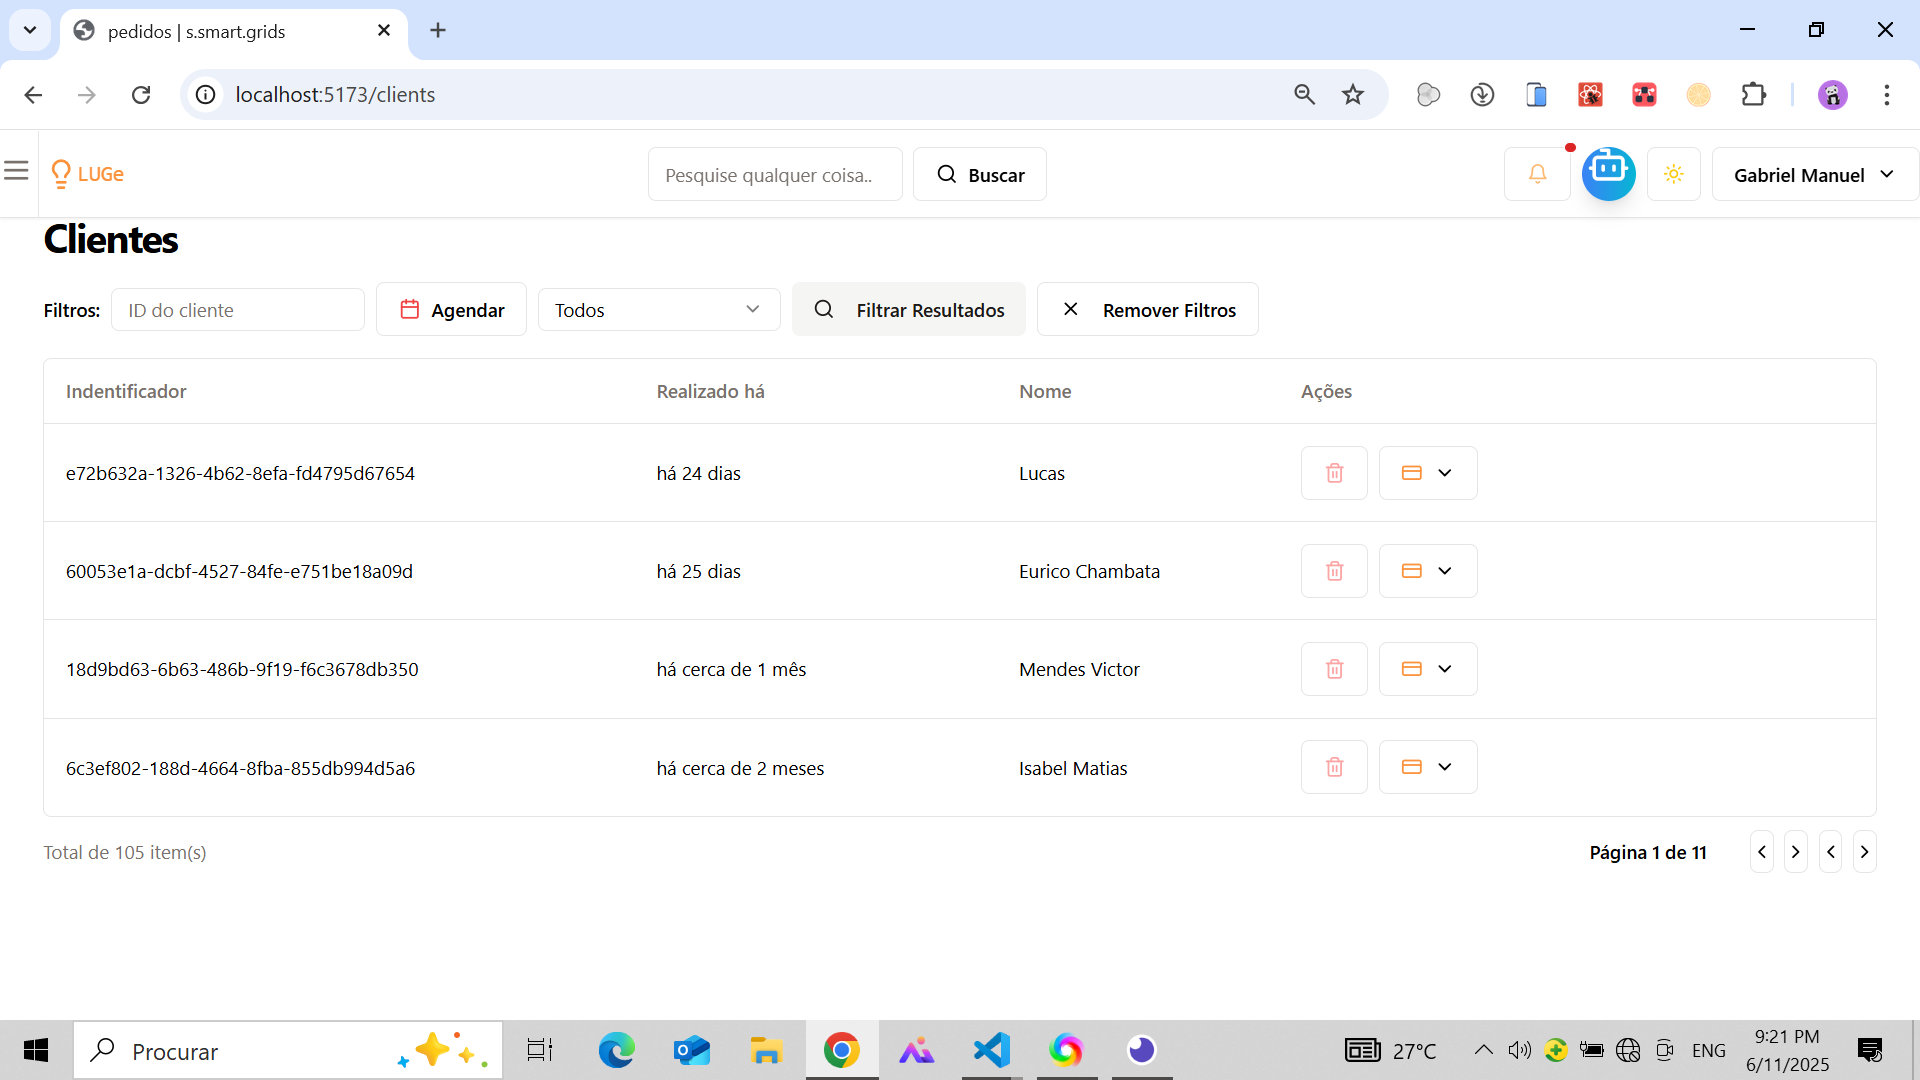 pedidos | s.smart.grids
localhost:5173/clients
LUGe
Pesquise qualquer coisa..
Buscar
Gabriel Manuel
Clientes
Filtros:
ID do cliente
Agendar
Todos
Filtrar Resultados
Remover Filtros
Indentificador Realizado há Nome Ações
e72b632a-1326-4b62-8efa-fd4795d67654 há 24 dias Lucas
60053e1a-dcbf-4527-84fe-e751be18a09d há 25 dias Eurico Chambata
18d9bd63-6b63-486b-9f19-f6c3678db350 há cerca de 1 mês Mendes Victor
6c3ef802-188d-4664-8fba-855db994d5a6 há cerca de 2 meses Isabel Matias
Total de 105 item(s)
Página 1 de 11
Procurar
27°C
ENG
9:21 PM
6/11/2025